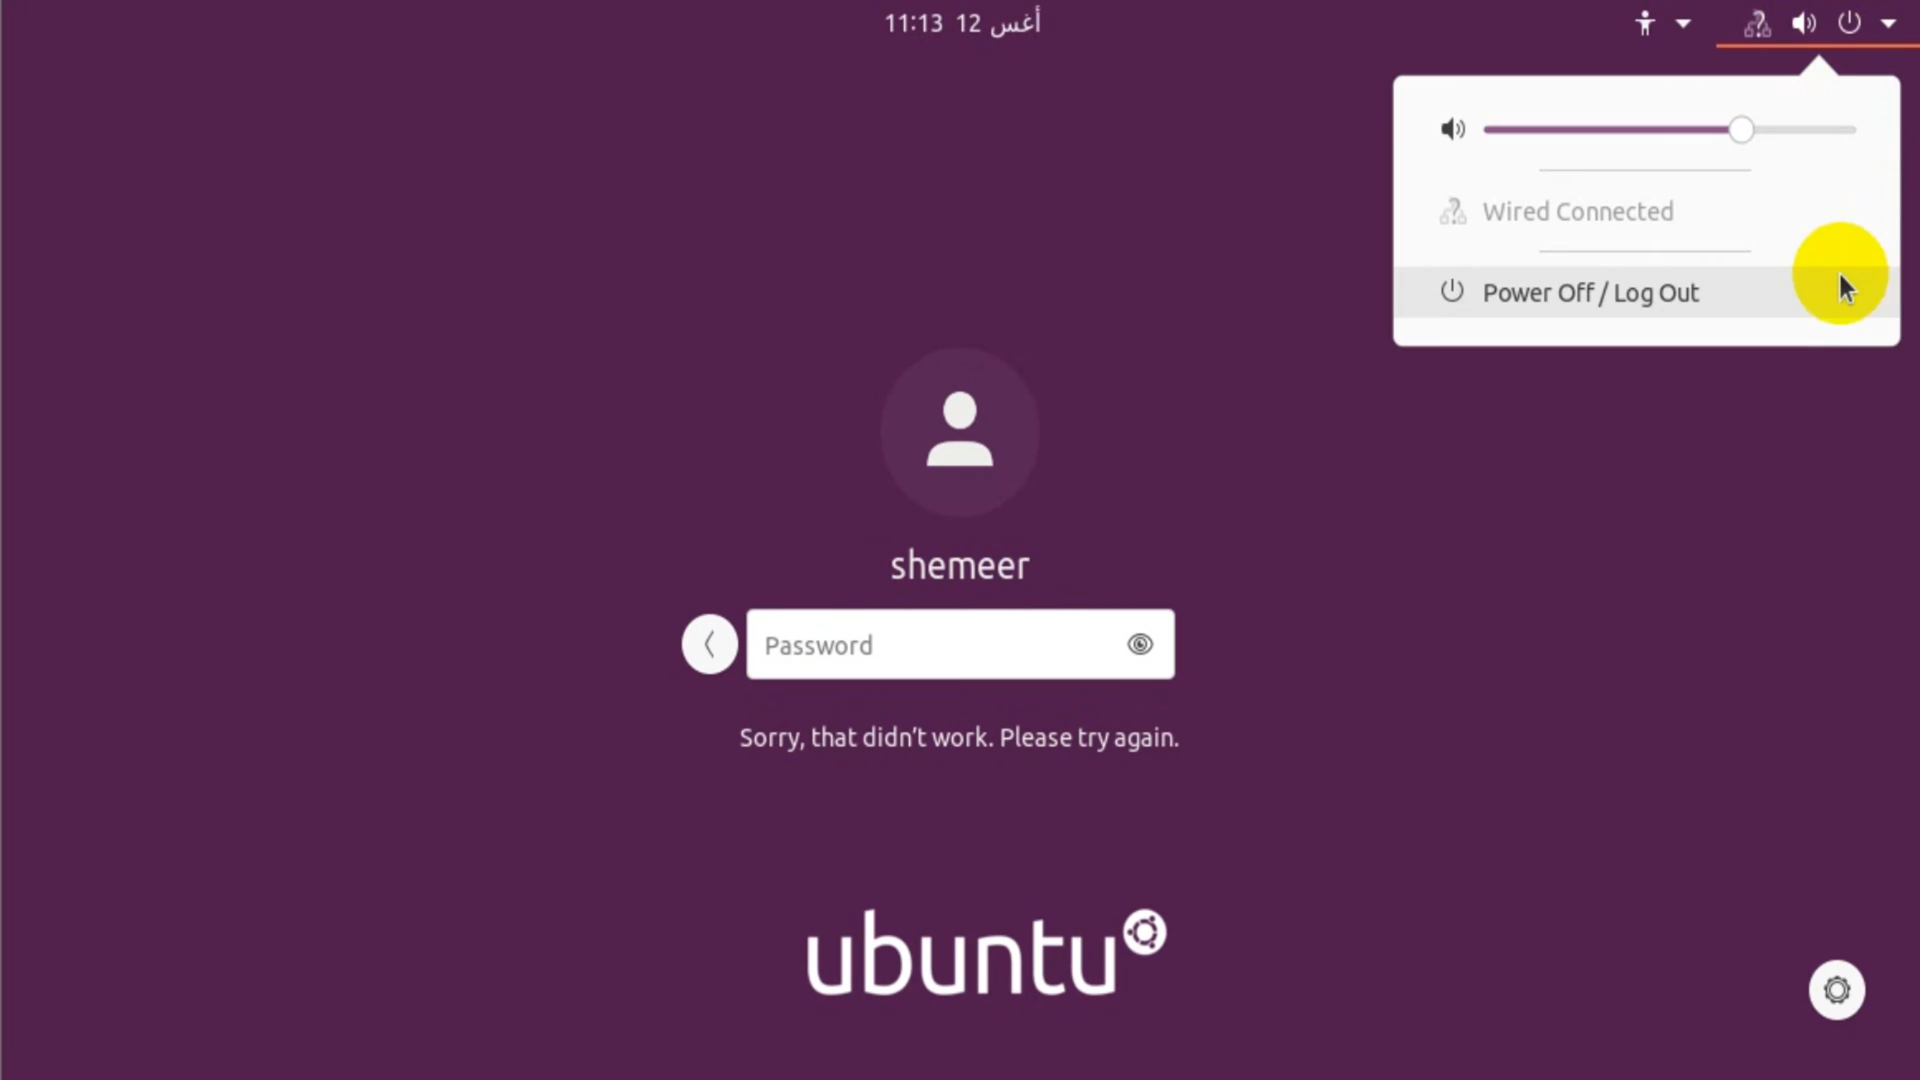 11:13 12 أغس
Wired Connected
Power Off / Log Out
shemeer
Password
Sorry, that didn't work. Please try again.
ubuntu